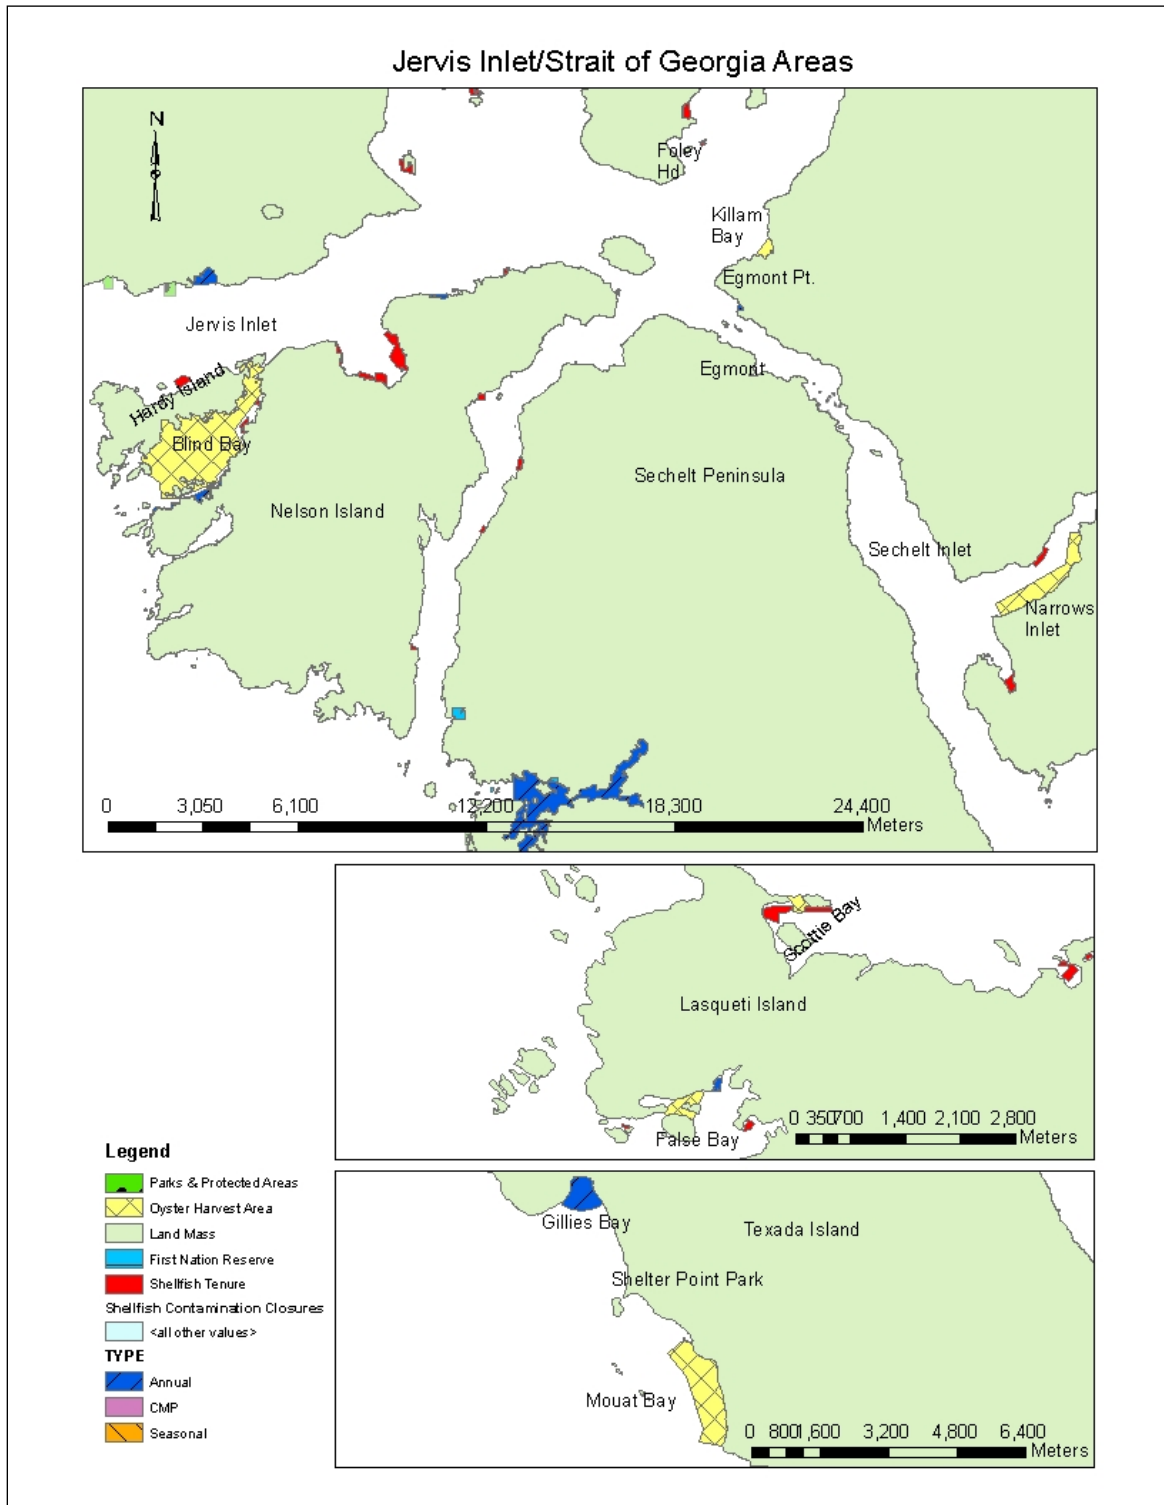 Jervis Inlet/Strait of Georgia Areas
N
Foley
Hd
Killam
Bay
Egmont Pt.
Jervis Inlet
Egmont
Hardy Island
Blind Bay
Sechelt Peninsula
Nelson Island
Sechelt Inlet
Narrows
Inlet
0 3,050 6,100 12,200 18,300 24,400
Meters
Scottie Bay
Lasqueti Island
False Bay
0 350 700 1,400 2,100 2,800
Meters
Gillies Bay
Texada Island
Shelter Point Park
Mouat Bay
0 800 1,600 3,200 4,800 6,400
Meters
Legend
Parks & Protected Areas
Oyster Harvest Area
Land Mass
First Nation Reserve
Shellfish Tenure
Shellfish Contamination Closures
<all other values>
TYPE
Annual
CMP
Seasonal